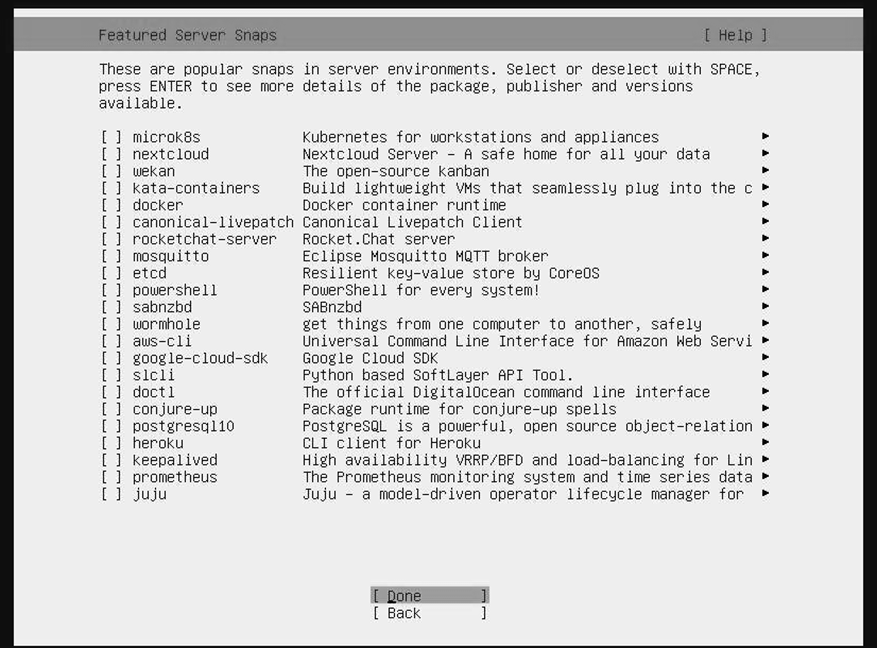 Featured Server Snaps [ Help ]
These are popular snaps in server environments. Select or deselect with SPACE,
press ENTER to see more details of the package, publisher and versions
available.
[ ] microk8s Kubernetes for workstations and appliances ►
[ ] nextcloud Nextcloud Server - A safe home for all your data ►
[ ] wekan The open-source kanban ►
[ ] kata-containers Build lightweight VMs that seamlessly plug into the c ►
[ ] docker Docker container runtime ►
[ ] canonical-livepatch Canonical Livepatch Client ►
[ ] rocketchat-server Rocket.Chat server ►
[ ] mosquitto Eclipse Mosquitto MQTT broker ►
[ ] etcd Resilient key-value store by CoreOS ►
[ ] powershell PowerShell for every system! ►
[ ] sabnzbd SABnzbd ►
[ ] wormhole get things from one computer to another, safely ►
[ ] aws-cli Universal Command Line Interface for Amazon Web Servi ►
[ ] google-cloud-sdk Google Cloud SDK ►
[ ] slcli Python based SoftLayer API Tool. ►
[ ] doctl The official DigitalOcean command line interface ►
[ ] conjure-up Package runtime for conjure-up spells ►
[ ] postgresql10 PostgreSQL is a powerful, open source object-relation ►
[ ] heroku CLI client for Heroku ►
[ ] keepalived High availability VRRP/BFD and load-balancing for Lin ►
[ ] prometheus The Prometheus monitoring system and time series data ►
[ ] juju Juju - a model-driven operator lifecycle manager for ►
[ Done ]
[ Back ]